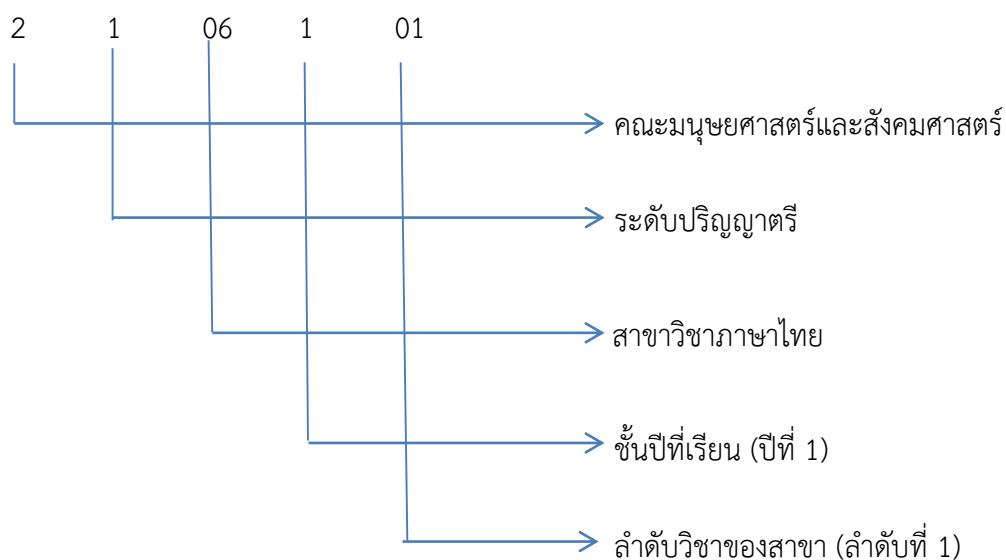 2 1 06 1 01
คณะมนุษยศาสตร์และสังคมศาสตร์
ระดับปริญญาตรี
สาขาวิชาภาษาไทย
ชั้นปีที่เรียน (ปีที่ 1)
ลำดับวิชาของสาขา (ลำดับที่ 1)